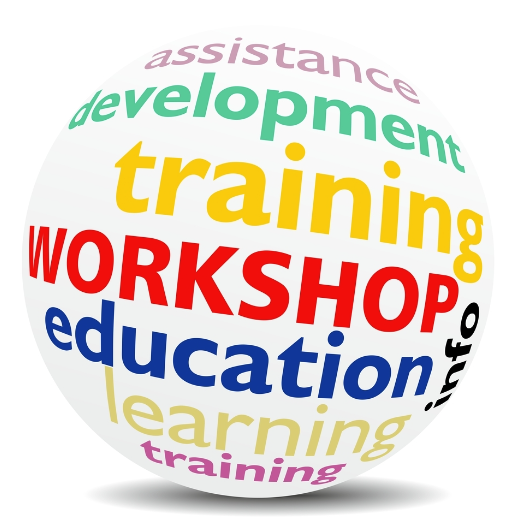 assistance
development
training
WORKSHOP
info
education
learning
training